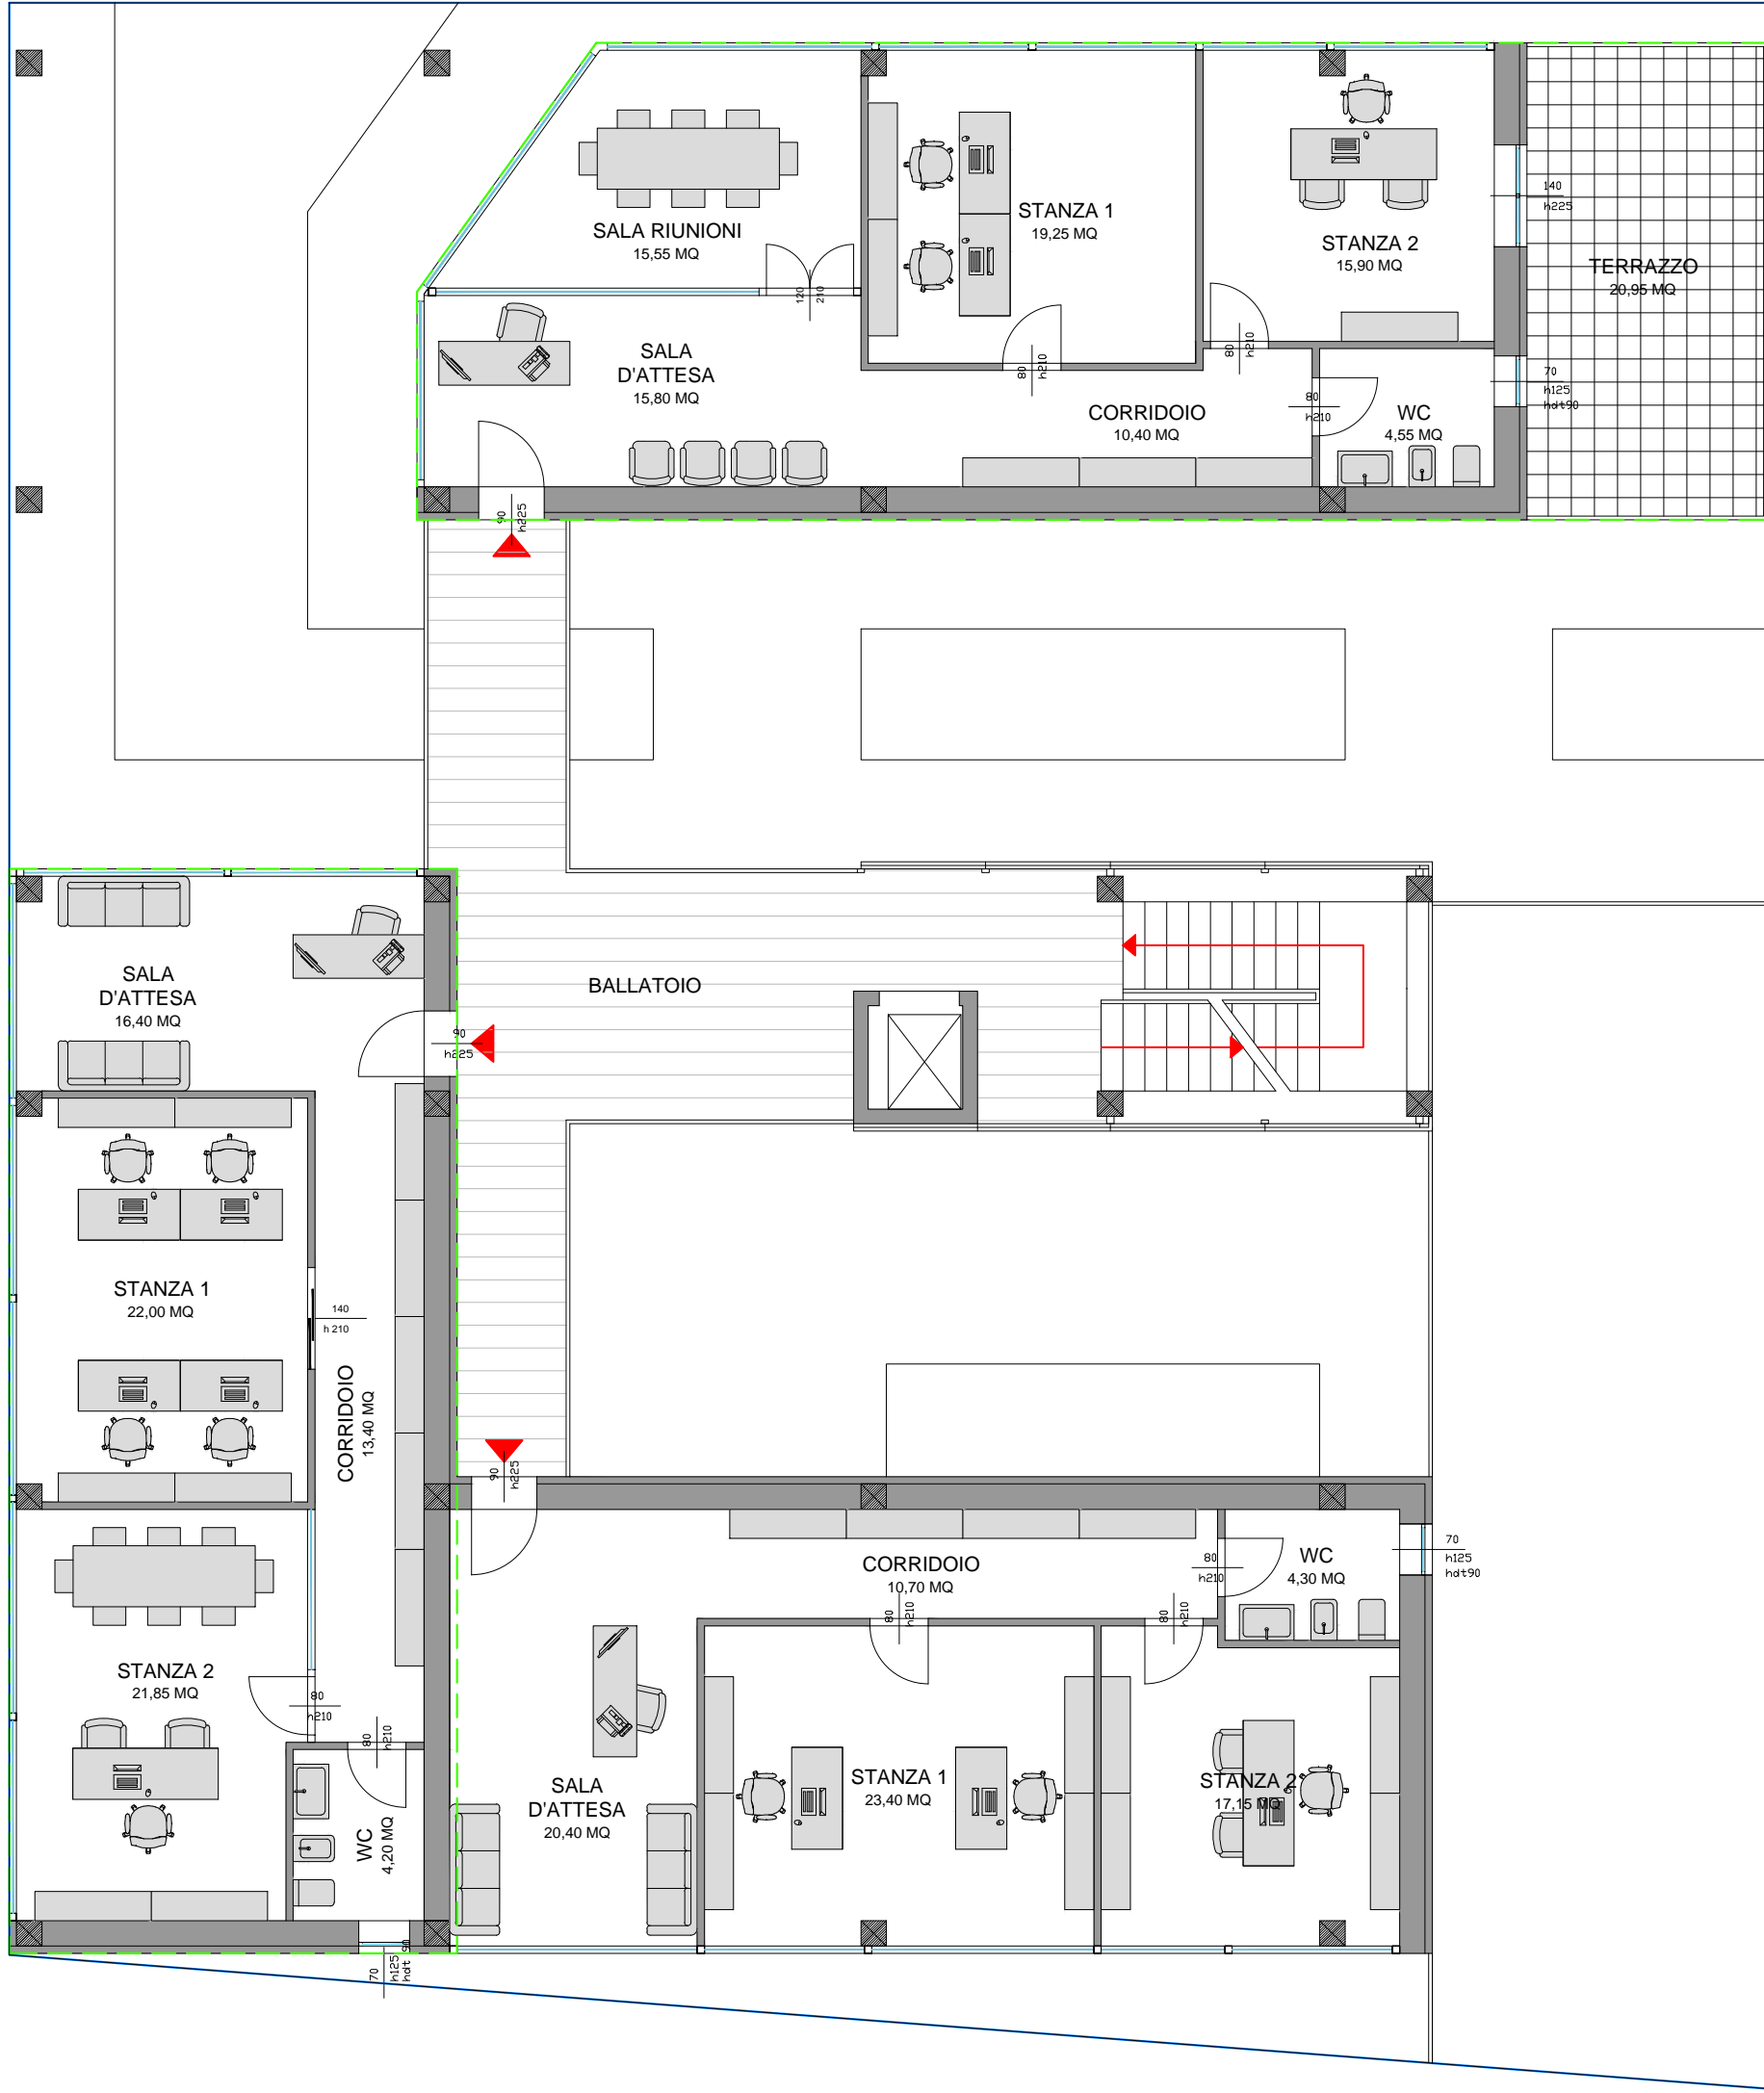 SALA RIUNIONI
15,55 MQ
120
210
STANZA 1
19,25 MQ
80
h210
STANZA 2
15,90 MQ
80
h210
140
h225
TERRAZZO
20,95 MQ
SALA
D'ATTESA
15,80 MQ
CORRIDOIO
10,40 MQ
80
h210
WC
4,55 MQ
70
h125
hdt90
90
h225
SALA
D'ATTESA
16,40 MQ
90
h225
BALLATOIO
STANZA 1
22,00 MQ
140
h 210
CORRIDOIO
13,40 MQ
STANZA 2
21,85 MQ
80
h210
80
h210
WC
4,20 MQ
70
h125
hdt 90
90
h225
CORRIDOIO
10,70 MQ
80
h210
80
h210
80
h210
WC
4,30 MQ
70
h125
hdt90
SALA
D'ATTESA
20,40 MQ
STANZA 1
23,40 MQ
STANZA 2
17,15 MQ